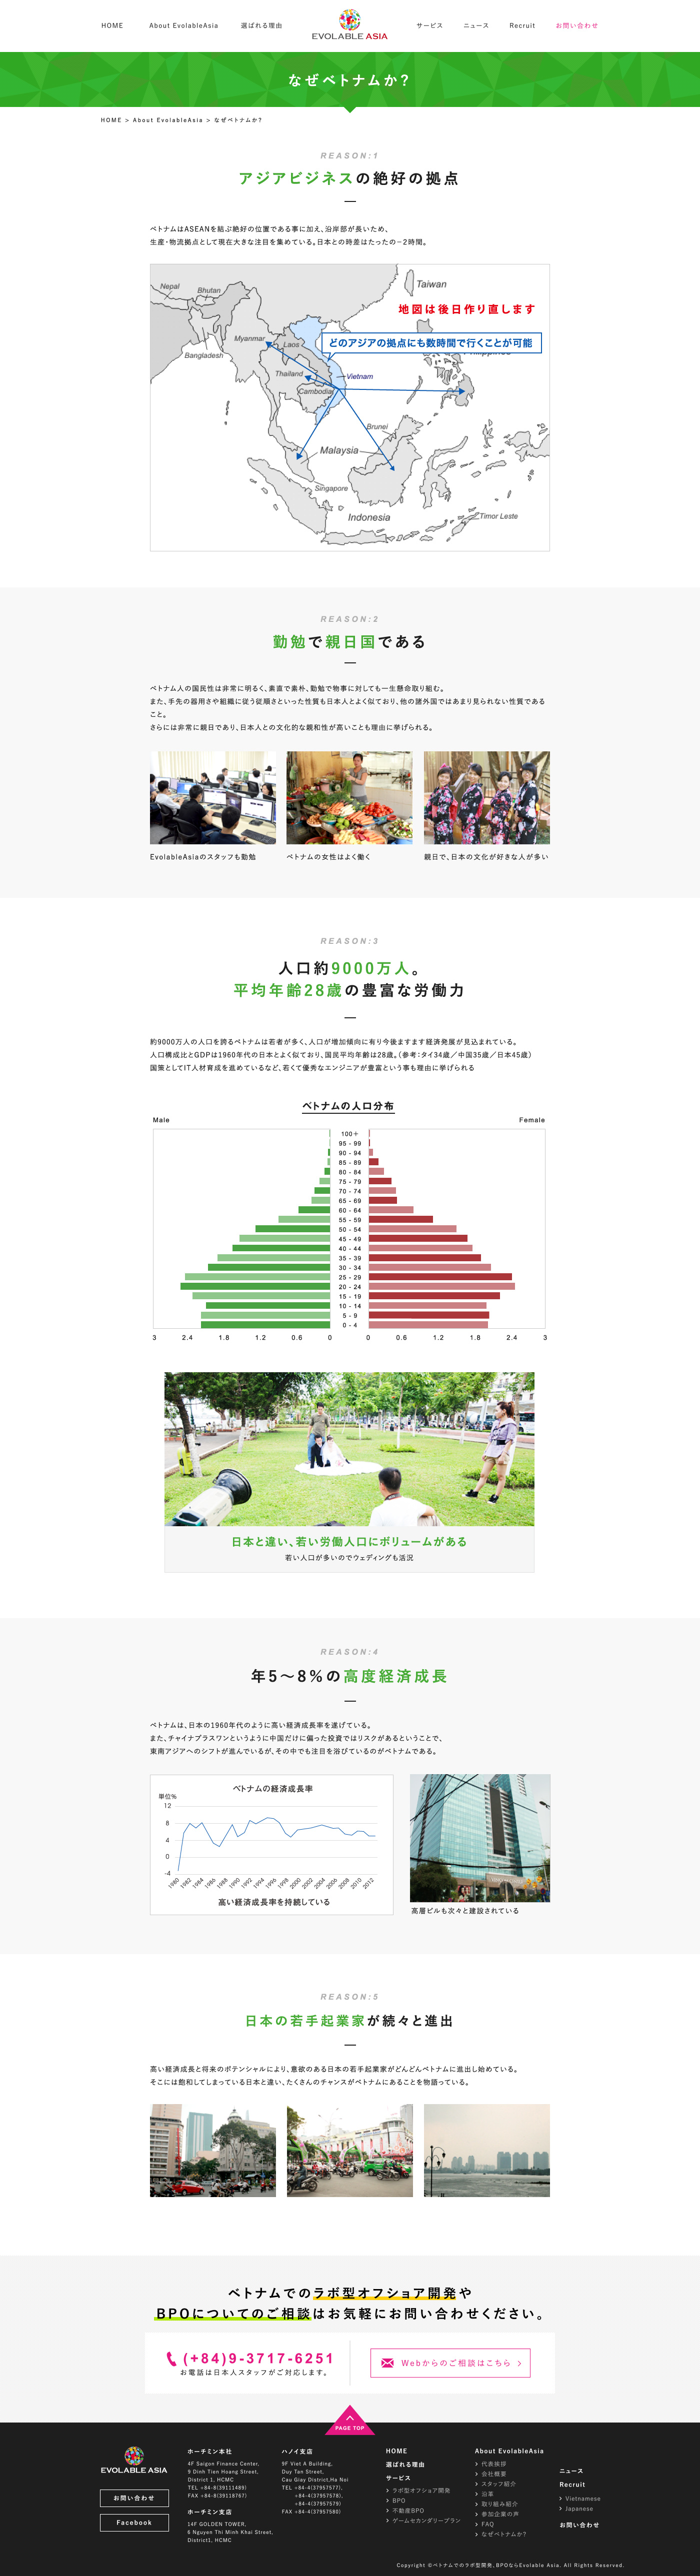 HOME
About EvolableAsia
選ばれる理由
EVOLABLE ASIA
サービス
ニュース
Recruit
お問い合わせ
なぜベトナムか?
HOME > About EvolableAsia > なぜベトナムか?
REASON:1
アジアビジネスの絶好の拠点
ベトナムはASEANを結ぶ絶好の位置である事に加え、沿岸部が長いため、
生産・物流拠点として現在大きな注目を集めている。日本との時差はたったの−2時間。
Nepal
Bhutan
Taiwan
地図は後日作り直します
Myanmar
Laos
どのアジアの拠点にも数時間で行くことが可能
Bangladesh
Philippines
Thailand
Vietnam
Cambodia
Brunei
Malaysia
Singapore
Indonesia
Timor Leste
REASON:2
勤勉で親日国である
ベトナム人の国民性は非常に明るく、素直で素朴、勤勉で物事に対しても一生懸命取り組む。
また、手先の器用さや組織に従う従順さといった性質も日本人とよく似ており、他の諸外国ではあまり見られない性質である
こと。
さらには非常に親日であり、日本人との文化的な親和性が高いことも理由に挙げられる。
EvolableAsiaのスタッフも勤勉
ベトナムの女性はよく働く
親日で、日本の文化が好きな人が多い
REASON:3
人口約9000万人。
平均年齢28歳の豊富な労働力
約9000万人の人口を誇るベトナムは若者が多く、人口が増加傾向に有り今後ますます経済発展が見込まれている。
人口構成比とGDPは1960年代の日本とよく似ており、国民平均年齢は28歳。（参考：タイ34歳／中国35歳／日本45歳）
国策としてIT人材育成を進めているなど、若くて優秀なエンジニアが豊富という事も理由に挙げられる
ベトナムの人口分布
Male
Female
100+
95 - 99
90 - 94
85 - 89
80 - 84
75 - 79
70 - 74
65 - 69
60 - 64
55 - 59
50 - 54
45 - 49
40 - 44
35 - 39
30 - 34
25 - 29
20 - 24
15 - 19
10 - 14
5 - 9
0 - 4
3 2.4 1.8 1.2 0.6 0 0 0.6 1.2 1.8 2.4 3
日本と違い、若い労働人口にボリュームがある
若い人口が多いのでウェディングも活況
REASON:4
年5〜8％の高度経済成長
ベトナムは、日本の1960年代のように高い経済成長率を遂げている。
また、チャイナプラスワンというように中国だけに偏った投資ではリスクがあるということで、
東南アジアへのシフトが進んでいるが、その中でも注目を浴びているのがベトナムである。
ベトナムの経済成長率
単位%
12
8
4
0
-4
1980 1982 1984 1986 1988 1990 1992 1994 1996 1998 2000 2002 2004 2006 2008 2010 2012
高い経済成長率を持続している
高層ビルも次々と建設されている
REASON:5
日本の若手起業家が続々と進出
高い経済成長と将来のポテンシャルにより、意欲のある日本の若手起業家がどんどんベトナムに進出し始めている。
そこには飽和してしまっている日本と違い、たくさんのチャンスがベトナムにあることを物語っている。
ベトナムでのラボ型オフショア開発や
BPOについてのご相談はお気軽にお問い合わせください。
(+84)9-3717-6251
お電話は日本人スタッフがご対応します。
Webからのご相談はこちら
PAGE TOP
EVOLABLE ASIA
お問い合わせ
Facebook
ホーチミン本社
4F Saigon Finance Center,
9 Dinh Tien Hoang Street,
District 1, HCMC
TEL +84-8(39111489)
FAX +84-8(39118767)
ホーチミン支店
14F GOLDEN TOWER,
6 Nguyen Thi Minh Khai Street,
District1, HCMC
ハノイ支店
9F Viet A Building,
Duy Tan Street,
Cau Giay District,Ha Noi
TEL +84-4(37957577),
+84-4(37957578),
+84-4(37957579)
FAX +84-4(37957580)
HOME
選ばれる理由
サービス
ラボ型オフショア開発
BPO
不動産BPO
ゲームセカンダリープラン
About EvolableAsia
代表挨拶
会社概要
スタッフ紹介
沿革
取り組み紹介
参加企業の声
FAQ
なぜベトナムか?
ニュース
Recruit
Vietnamese
Japanese
お問い合わせ
Copyright ©ベトナムでのラボ型開発,BPOならEvolable Asia. All Rights Reserved.